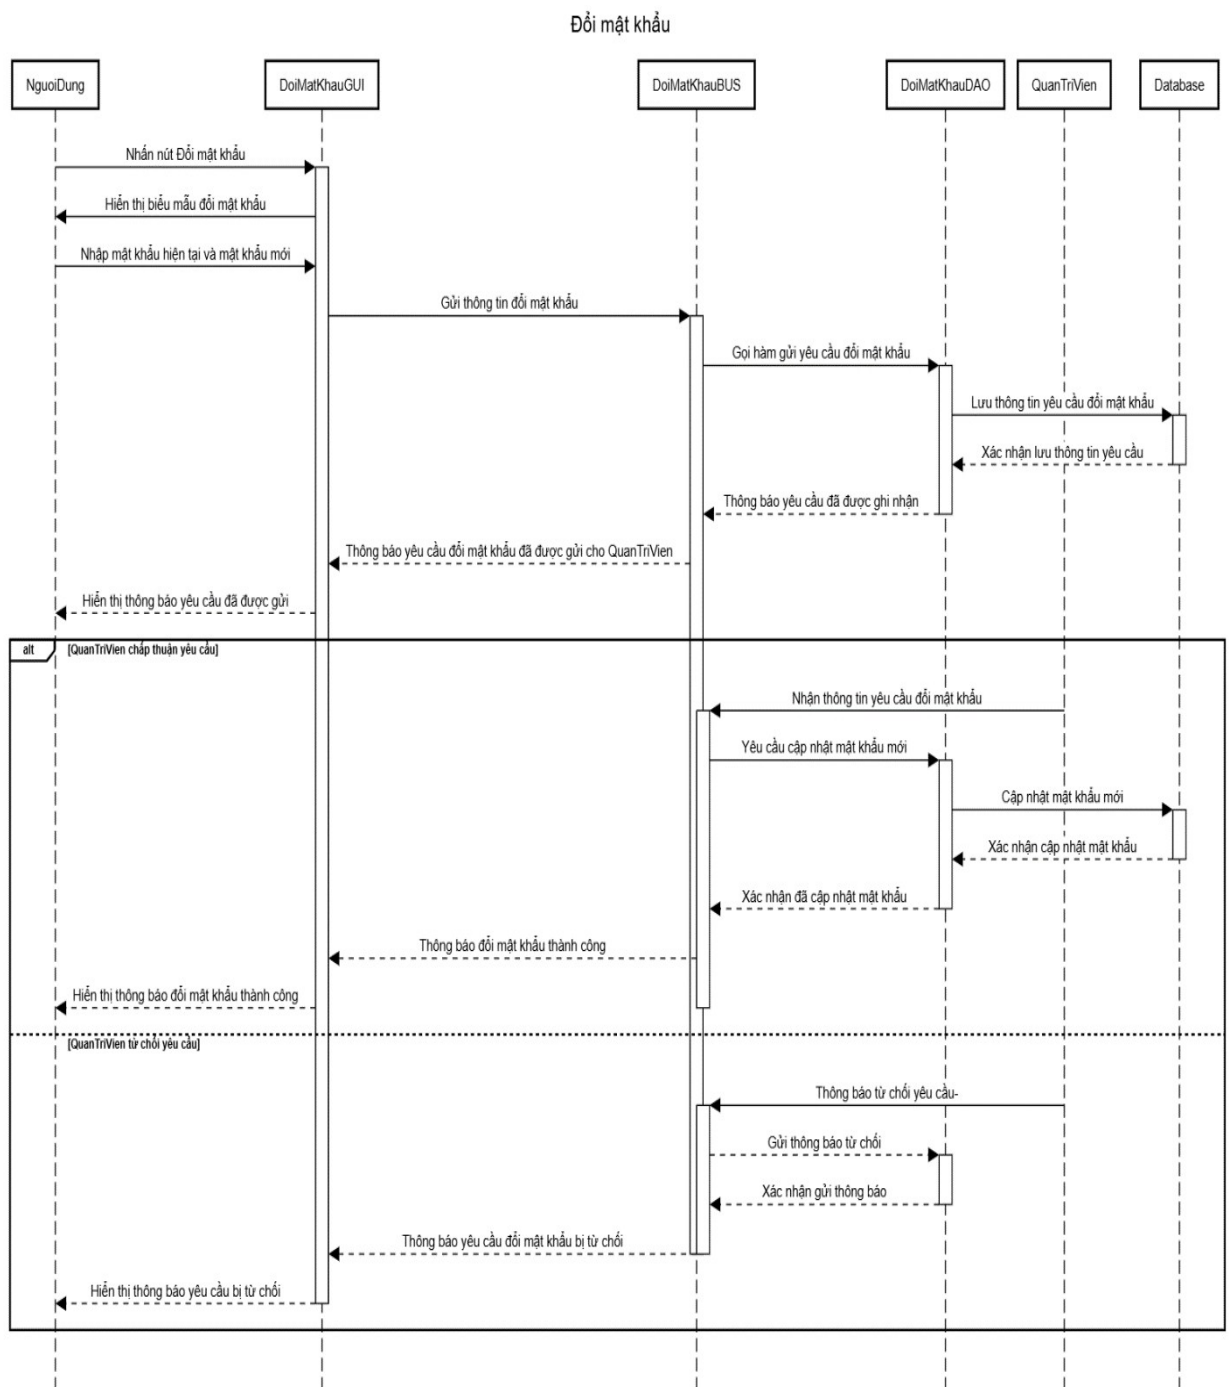 Đổi mật khẩu
NguoiDung
DoiMatKhauGUI
DoiMatKhauBUS
DoiMatKhauDAO
QuanTriVien
Database
Nhấn nút Đổi mật khẩu
Hiển thị biểu mẫu đổi mật khẩu
Nhập mật khẩu hiện tại và mật khẩu mới
Gửi thông tin đổi mật khẩu
Gọi hàm gửi yêu cầu đổi mật khẩu
Lưu thông tin yêu cầu đổi mật khẩu
Xác nhận lưu thông tin yêu cầu
Thông báo yêu cầu đã được ghi nhận
Thông báo yêu cầu đổi mật khẩu đã được gửi cho QuanTriVien
Hiển thị thông báo yêu cầu đã được gửi
alt
[QuanTriVien chấp thuận yêu cầu]
Nhận thông tin yêu cầu đổi mật khẩu
Yêu cầu cập nhật mật khẩu mới
Cập nhật mật khẩu mới
Xác nhận cập nhật mật khẩu
Xác nhận đã cập nhật mật khẩu
Thông báo đổi mật khẩu thành công
Hiển thị thông báo đổi mật khẩu thành công
[QuanTriVien từ chối yêu cầu]
Thông báo từ chối yêu cầu-
Gửi thông báo từ chối
Xác nhận gửi thông báo
Thông báo yêu cầu đổi mật khẩu bị từ chối
Hiển thị thông báo yêu cầu bị từ chối